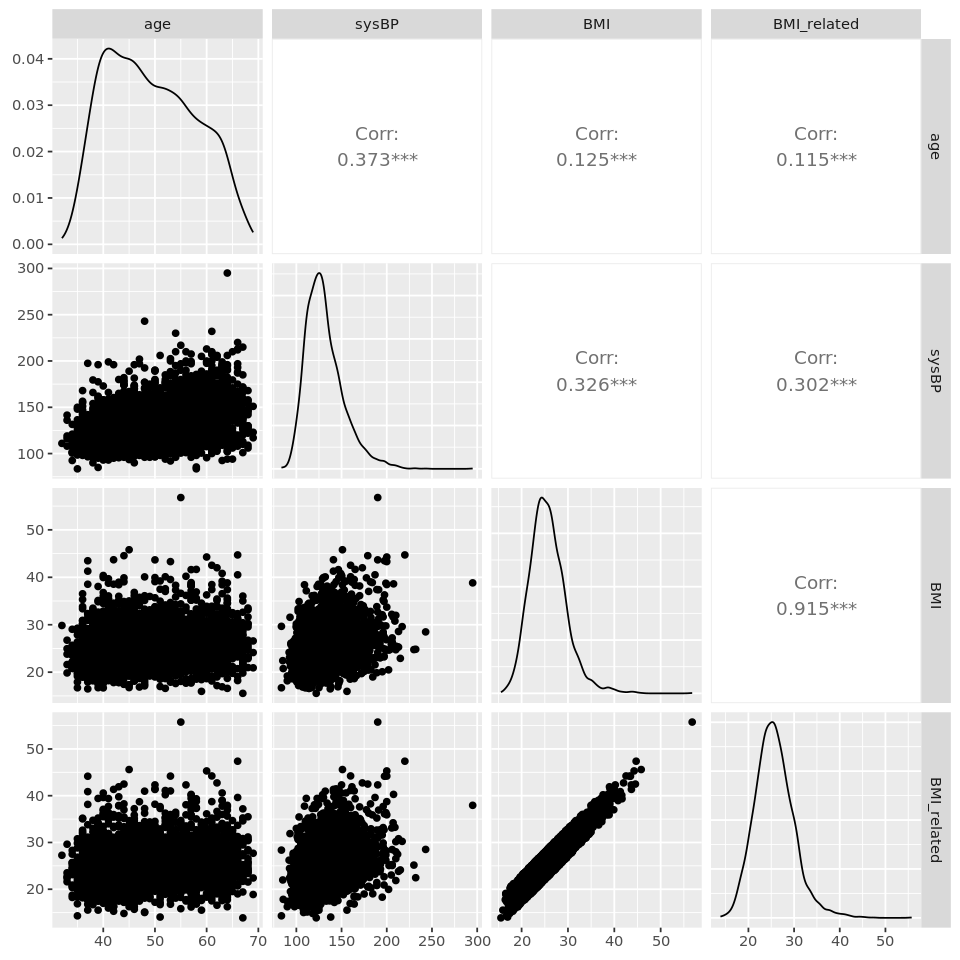 age sysBP BMI BMI_related
0.04
0.03
0.02
0.01
0.00
Corr:
0.373***
Corr:
0.125***
Corr:
0.115***
age
300
250
200
150
100
Corr:
0.326***
Corr:
0.302***
sysBP
50
40
30
20
Corr:
0.915***
BMI
50
40
30
20
BMI_related
40 50 60 70 100 150 200 250 300 20 30 40 50 20 30 40 50